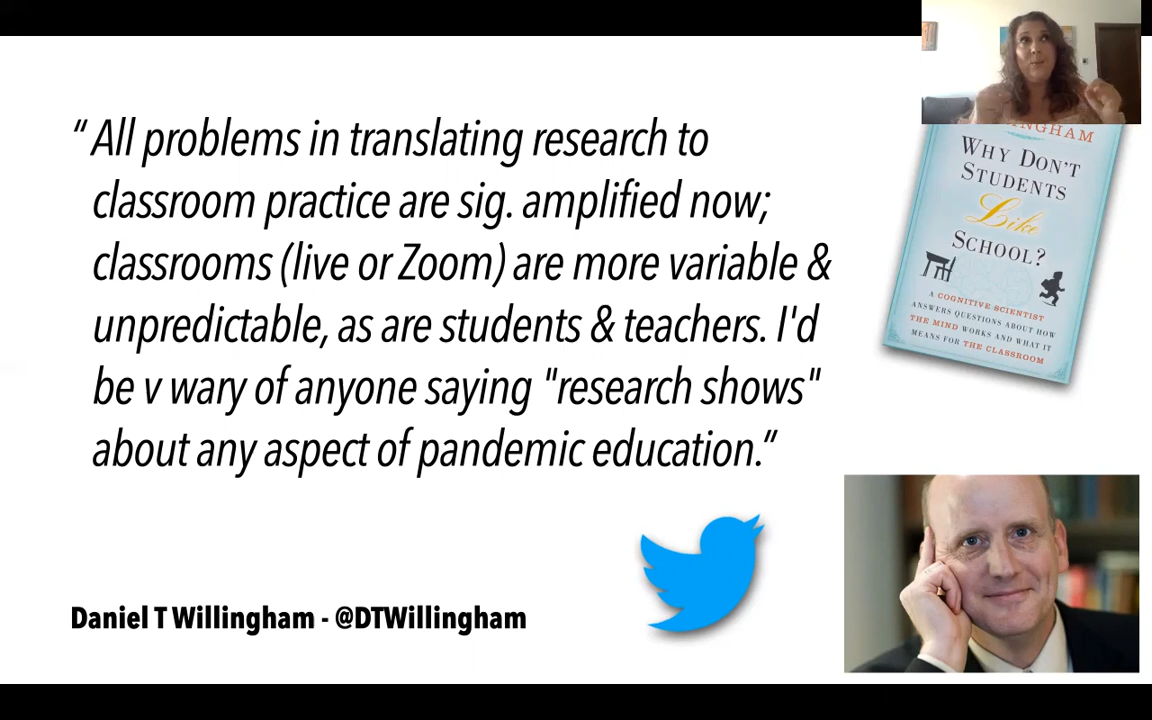 “ All problems in translating research to
classroom practice are sig. amplified now;
classrooms (live or Zoom) are more variable &
unpredictable, as are students & teachers. I'd
be v wary of anyone saying "research shows"
about any aspect of pandemic education.”
Daniel T Willingham - @DTWillingham
WHY DON'T
STUDENTS
Like
SCHOOL?
A COGNITIVE SCIENTIST
ANSWERS QUESTIONS ABOUT HOW
THE MIND WORKS AND WHAT IT
MEANS FOR THE CLASSROOM